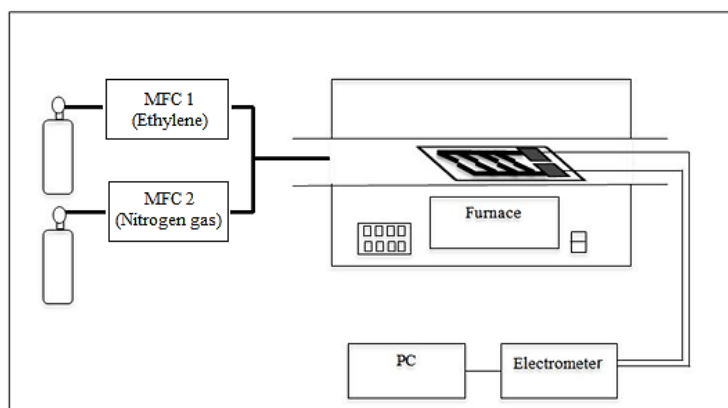 MFC 1
(Ethylene)
MFC 2
(Nitrogen gas)
Furnace
PC
Electrometer